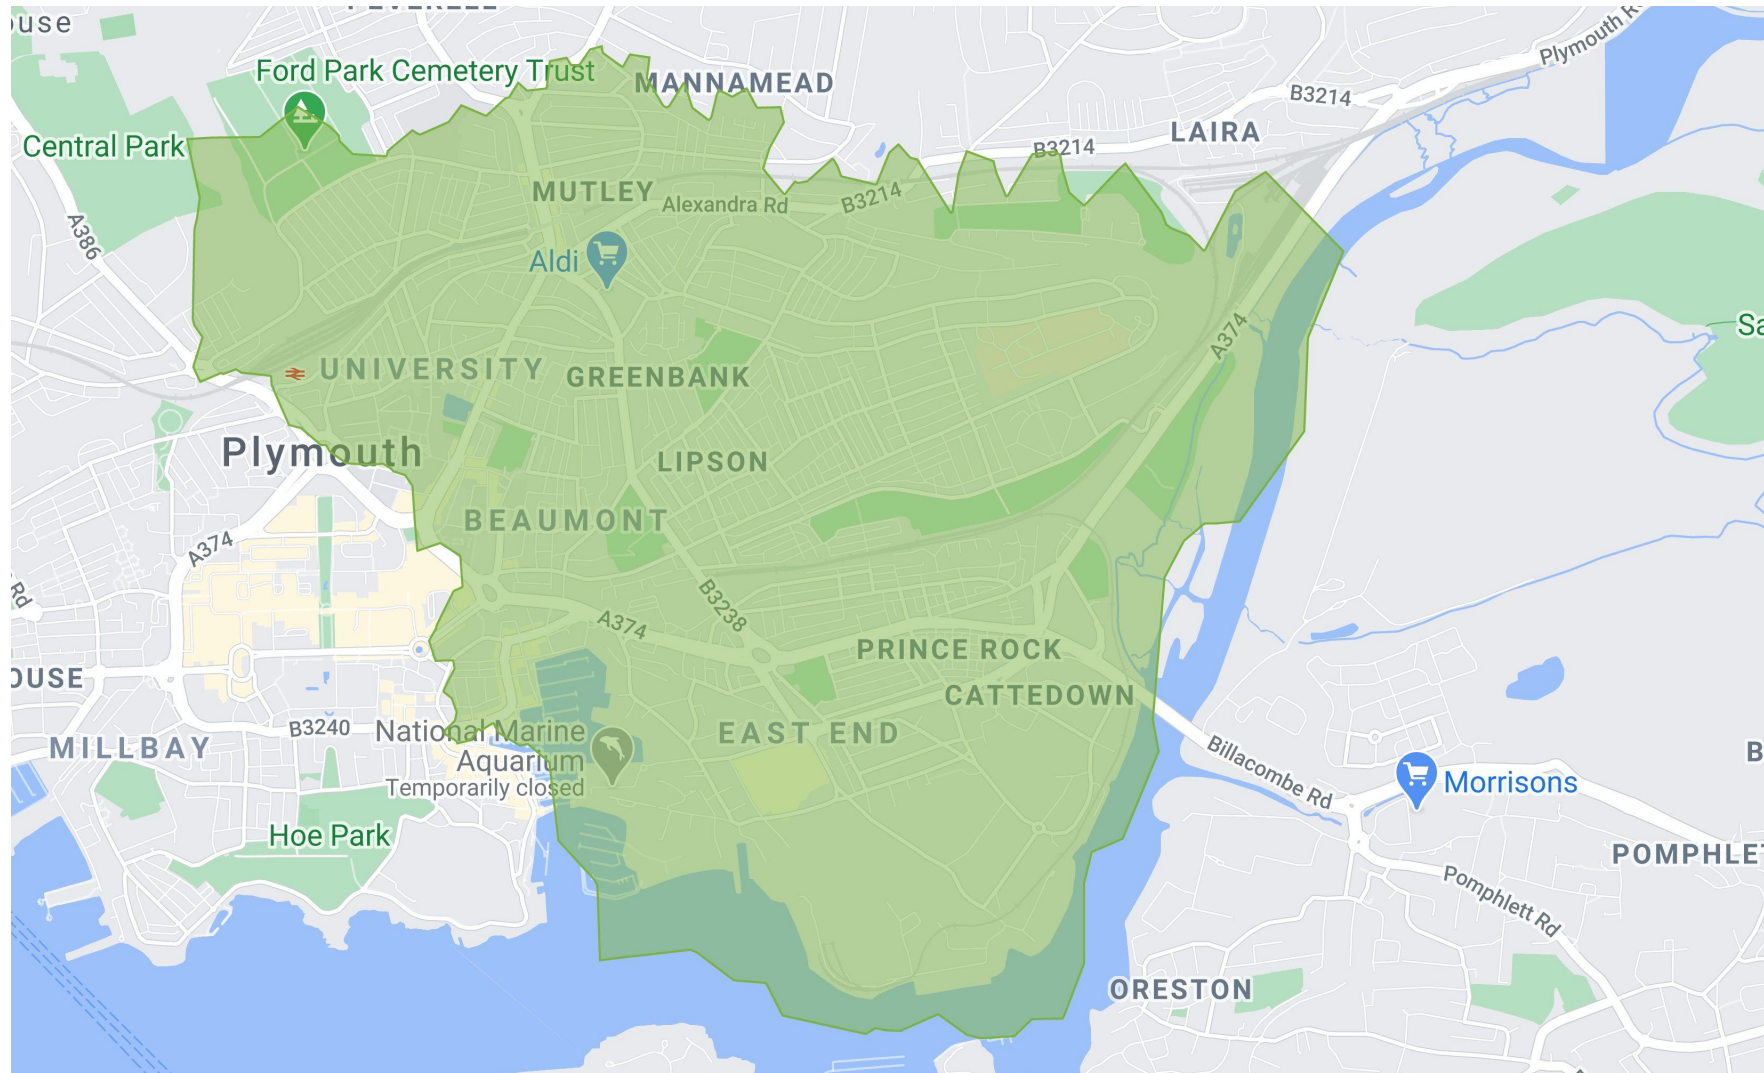 PEVERELL
Ford Park Cemetery Trust
MANNAMEAD
Plymouth Rd
B3214
LAIRA
B3214
Central Park
MUTLEY
Alexandra Rd
B3214
A386
Aldi
A374
UNIVERSITY
GREENBANK
Plymouth
LIPSON
BEAUMONT
A374
Rd
B3238
A374
PRINCE ROCK
OUSE
CATTEDOWN
B3240
National Marine
Aquarium
Temporarily closed
EAST END
MILLBAY
Billacombe Rd
Morrisons
Hoe Park
POMPHLET
Pomphlett Rd
ORESTON